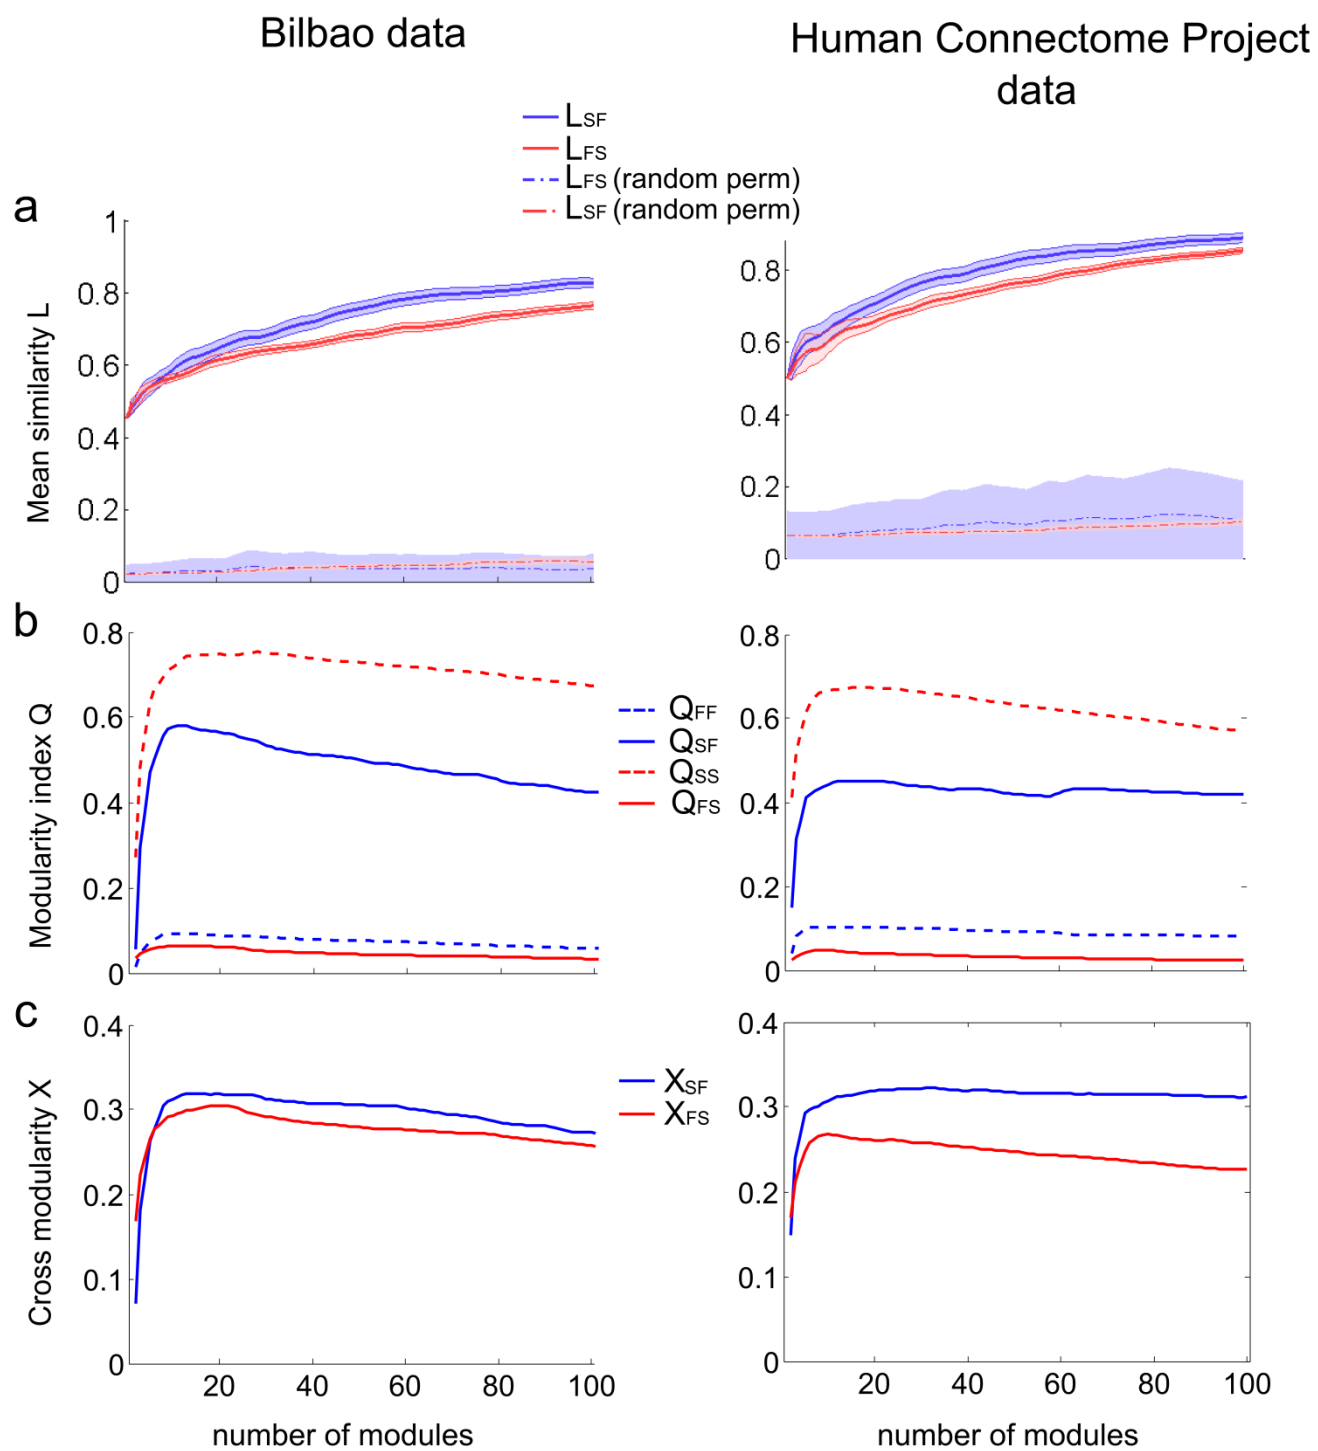 Bilbao data
Human Connectome Project
data
LSF
LFS
LFS (random perm)
LSF (random perm)
a
Mean similarity L
1
0.8
0.6
0.4
0.2
0
0.8
0.6
0.4
0.2
0
b
Modularity index Q
0.8
0.6
0.4
0.2
0
QFF
QSF
QSS
QFS
0.8
0.6
0.4
0.2
0
c
Cross modularity X
0.4
0.3
0.2
0.1
0
20 40 60 80 100
number of modules
XSF
XFS
0.4
0.3
0.2
0.1
0
20 40 60 80 100
number of modules